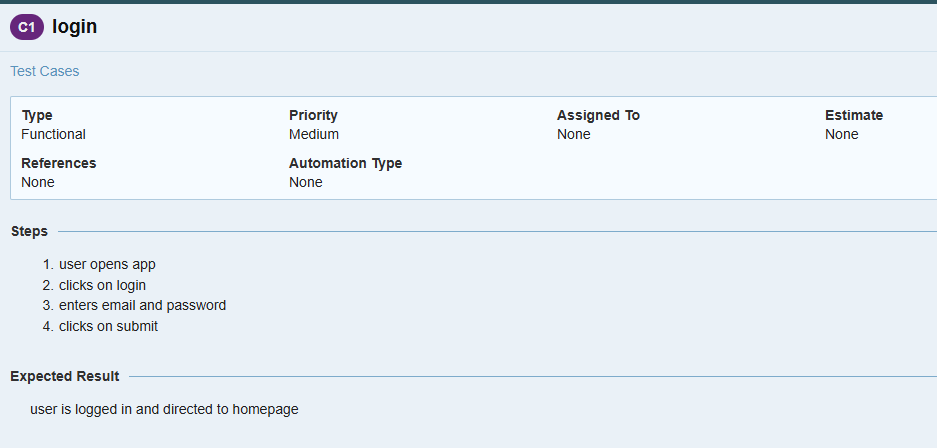 C1 login
Test Cases
Type Priority Assigned To Estimate
Functional Medium None None
References Automation Type
None None
Steps
1. user opens app
2. clicks on login
3. enters email and password
4. clicks on submit
Expected Result
user is logged in and directed to homepage